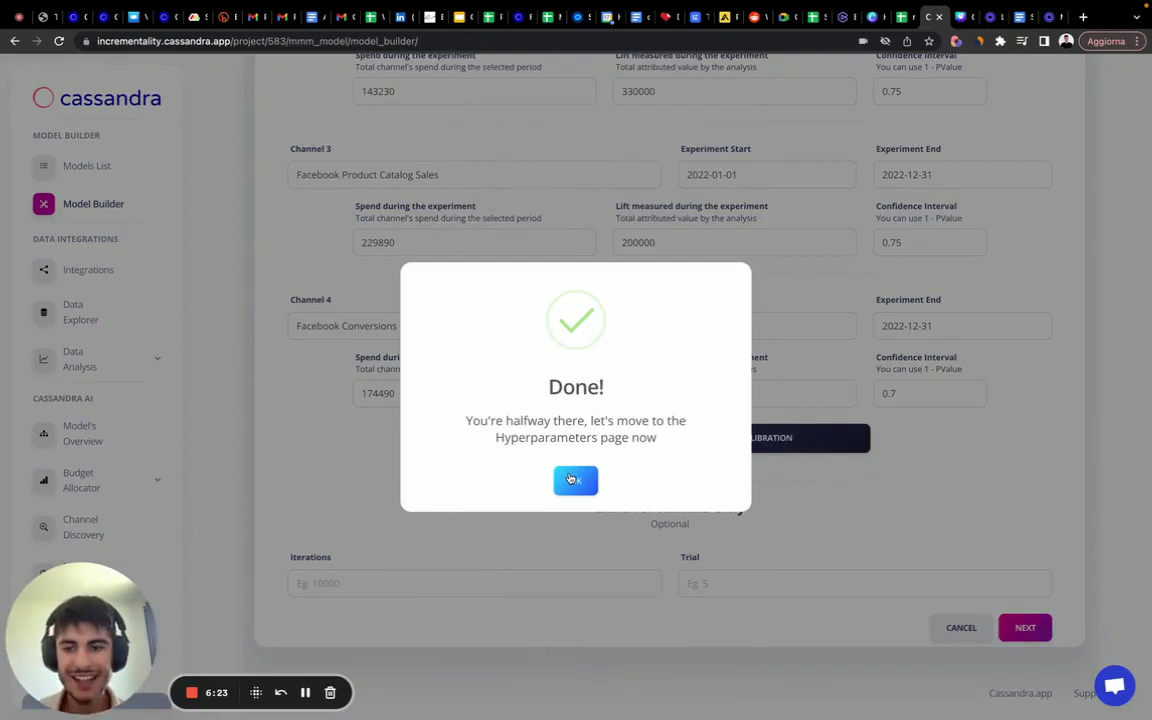 incrementality.cassandra.app/project/583/mmm_model/model_builder/
Aggiorna
cassandra
MODEL BUILDER
Models List
Model Builder
DATA INTEGRATIONS
Integrations
Data
Explorer
Data
Analysis
CASSANDRA AI
Model's
Overview
Budget
Allocator
Channel
Discovery
Spend during the experiment
Total channel's spend during the selected period
143230
Lift measured during the experiment
Total attributed value by the analysis
330000
Confidence Interval
You can use 1 - PValue
0.75
Channel 3
Facebook Product Catalog Sales
Experiment Start
2022-01-01
Experiment End
2022-12-31
Spend during the experiment
Total channel's spend during the selected period
229890
Lift measured during the experiment
Total attributed value by the analysis
200000
Confidence Interval
You can use 1 - PValue
0.75
Channel 4
Facebook Conversions
Experiment End
2022-12-31
174490
Confidence Interval
You can use 1 - PValue
0.7
Done!
You're halfway there, let's move to the
Hyperparameters page now
Optional
Iterations
Eg. 10000
Trial
Eg. 5
CANCEL
NEXT
6:23
Cassandra.app